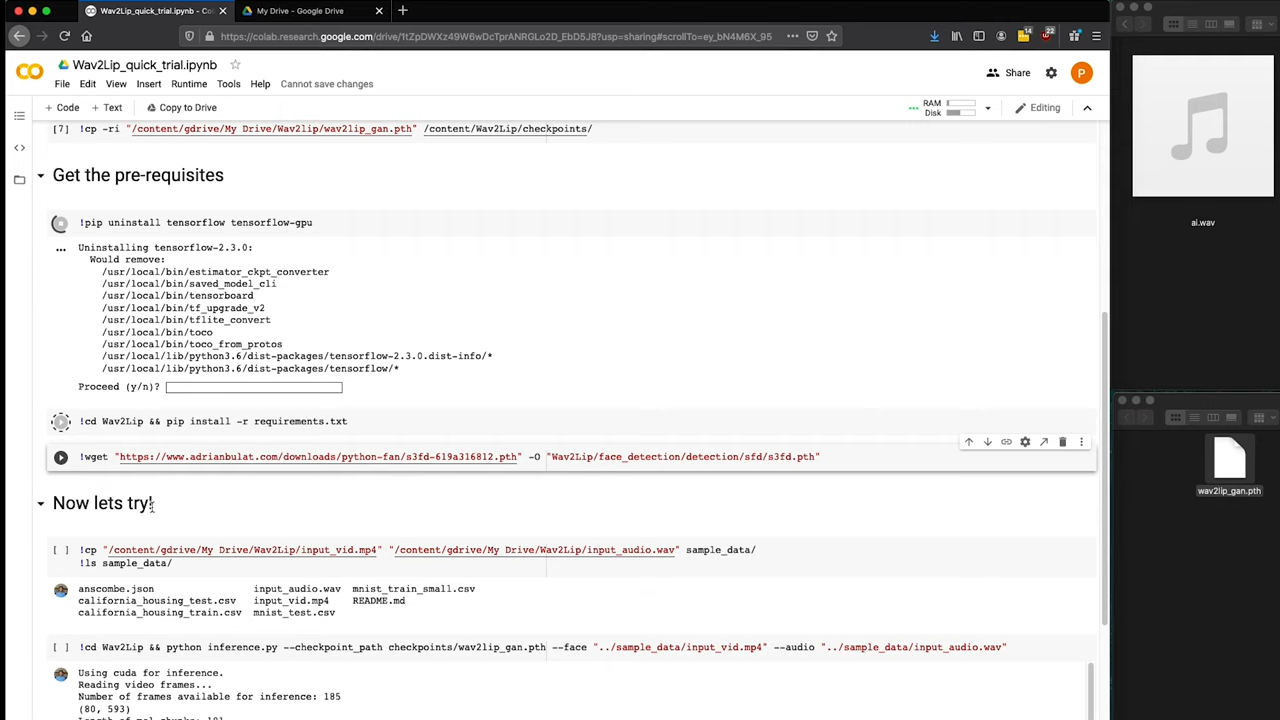 Wav2Lip_quick_trial.ipynb - Co
My Drive - Google Drive
https://colab.research.google.com/drive/1tZpDWXz49W6wDcTprANRGLo2D_EbD5J8?usp=sharing#scrollTo=ey_bN4M6X_95
14
22
Wav2Lip_quick_trial.ipynb
Share
P
File Edit View Insert Runtime Tools Help Cannot save changes
+ Code + Text Copy to Drive
RAM
Disk
Editing
[7] !cp -ri "/content/gdrive/My Drive/Wav2lip/wav2lip_gan.pth" /content/Wav2Lip/checkpoints/
Get the pre-requisites
!pip uninstall tensorflow tensorflow-gpu
Uninstalling tensorflow-2.3.0:
Would remove:
/usr/local/bin/estimator_ckpt_converter
/usr/local/bin/saved_model_cli
/usr/local/bin/tensorboard
/usr/local/bin/tf_upgrade_v2
/usr/local/bin/tflite_convert
/usr/local/bin/toco
/usr/local/bin/toco_from_protos
/usr/local/lib/python3.6/dist-packages/tensorflow-2.3.0.dist-info/*
/usr/local/lib/python3.6/dist-packages/tensorflow/*
Proceed (y/n)?
!cd Wav2Lip && pip install -r requirements.txt
!wget "https://www.adrianbulat.com/downloads/python-fan/s3fd-619a316812.pth" -O "Wav2Lip/face_detection/detection/sfd/s3fd.pth"
Now lets try!
[ ] !cp "/content/gdrive/My Drive/Wav2Lip/input_vid.mp4" "/content/gdrive/My Drive/Wav2Lip/input_audio.wav" sample_data/
!ls sample_data/
anscombe.json input_audio.wav mnist_train_small.csv
california_housing_test.csv input_vid.mp4 README.md
california_housing_train.csv mnist_test.csv
[ ] !cd Wav2Lip && python inference.py --checkpoint_path checkpoints/wav2lip_gan.pth --face "../sample_data/input_vid.mp4" --audio "../sample_data/input_audio.wav"
Using cuda for inference.
Reading video frames...
Number of frames available for inference: 185
(80, 593)
ai.wav
wav2lip_gan.pth